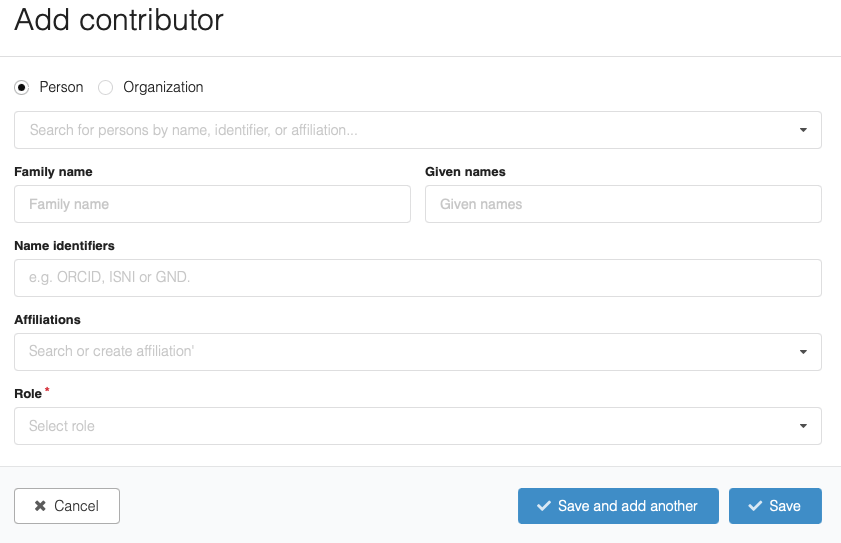 Add contributor
Person Organization
Search for persons by name, identifier, or affiliation...
Family name Given names
Family name Given names
Name identifiers
e.g. ORCID, ISNI or GND.
Affiliations
Search or create affiliation'
Role *
Select role
Cancel Save and add another Save